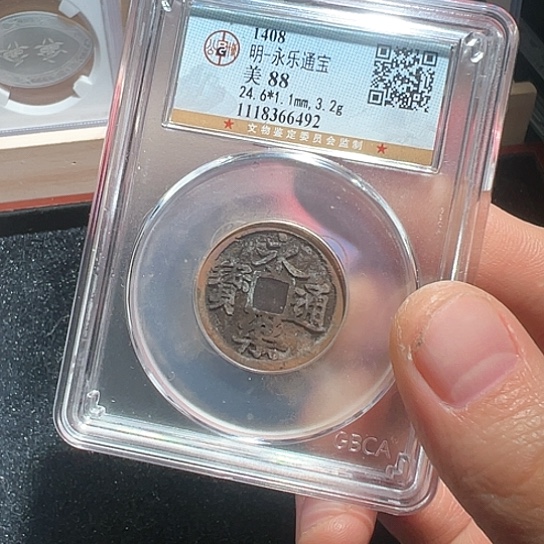 1408
明-永乐通宝
美 88
24.6*1.1mm, 3.2g
1118366492
★ 文物鉴定委员会监制 ★
永樂通寶
GBCA